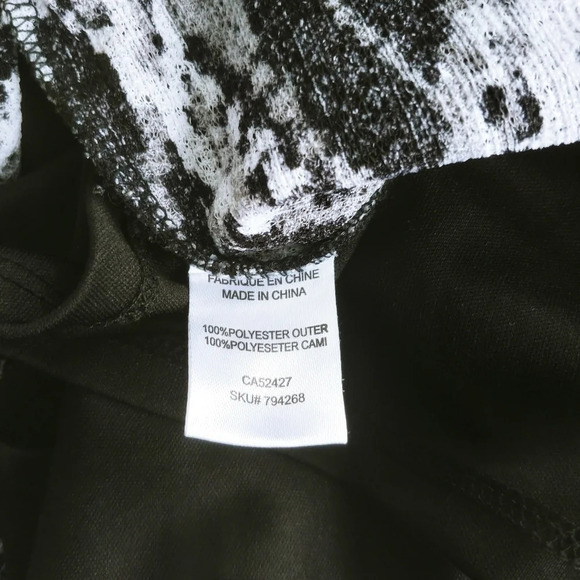 FABRIQUE EN CHINE
MADE IN CHINA
100%POLYESTER OUTER
100%POLYESETER CAMI
CA52427
SKU# 794268